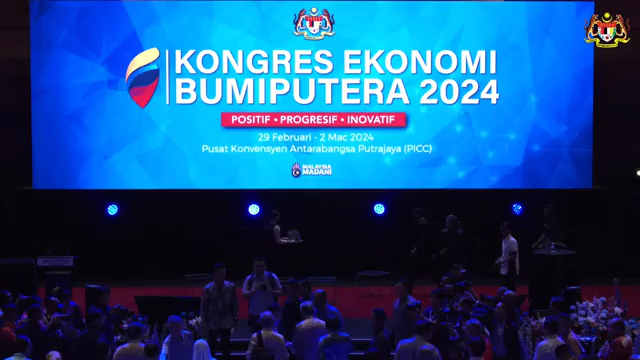 KONGRES EKONOMI
BUMIPUTERA 2024
POSITIF • PROGRESIF • INOVATIF
29 Februari - 2 Mac 2024
Pusat Konvensyen Antarabangsa Putrajaya (PICC)
MALAYSIA
MADANI